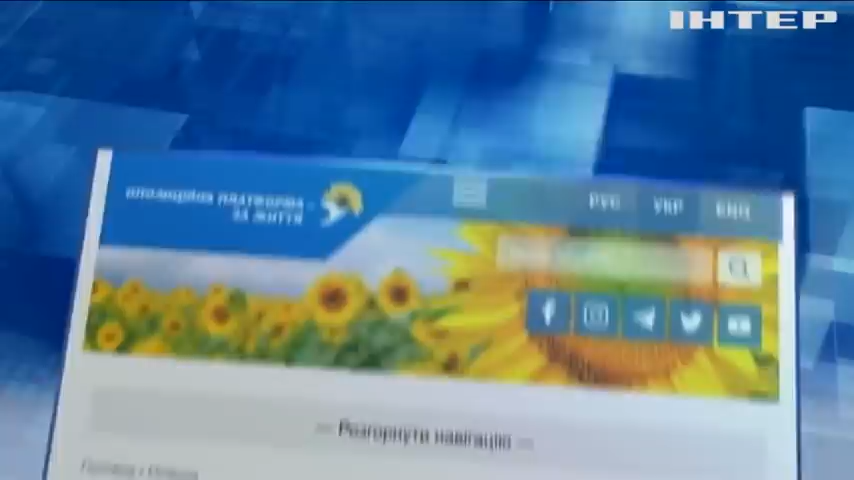 ІНТЕР
ОПОЗИЦІЙНА ПЛАТФОРМА -
ЗА ЖИТТЯ
РУС УКР ENG
— Розгорнути навігацію —